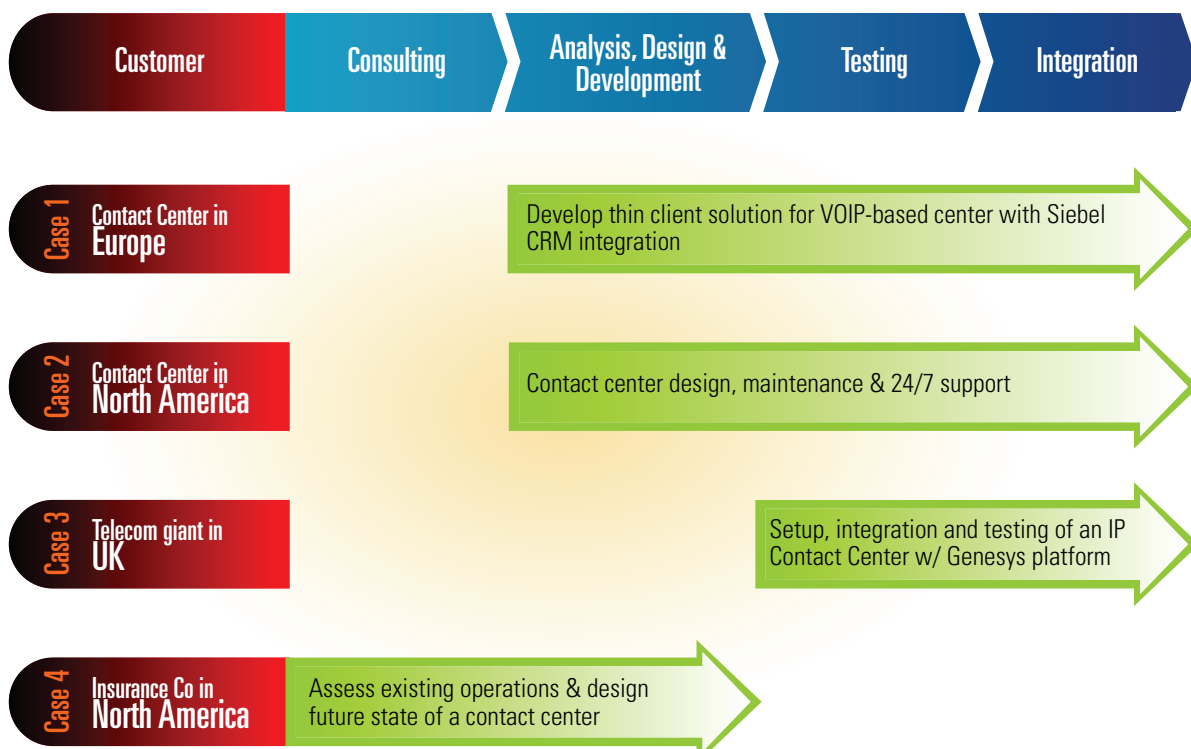 Customer
Consulting
Analysis, Design &
Development
Testing
Integration
Case 1
Contact Center in
Europe
Develop thin client solution for VOIP-based center with Siebel
CRM integration
Case 2
Contact Center in
North America
Contact center design, maintenance & 24/7 support
Case 3
Telecom giant in
UK
Setup, integration and testing of an IP
Contact Center w/ Genesys platform
Case 4
Insurance Co in
North America
Assess existing operations & design
future state of a contact center